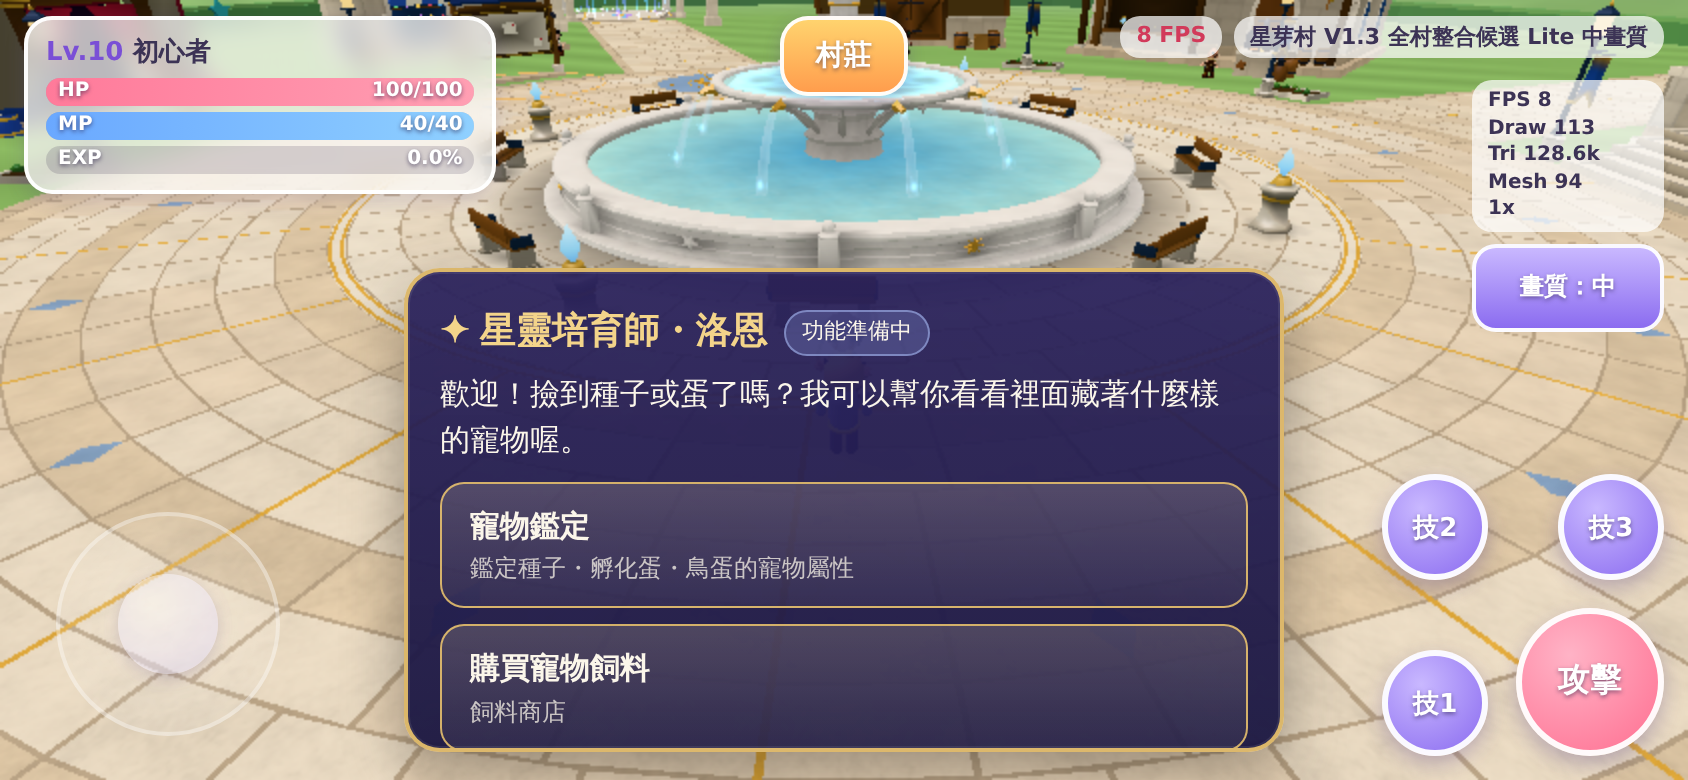 Lv.10 初心者
HP 100/100
MP 40/40
EXP 0.0%
村莊
8 FPS
星芽村 V1.3 全村整合候選 Lite 中畫質
FPS 8
Draw 113
Tri 128.6k
Mesh 94
1x
畫質：中
✦ 星靈培育師・洛恩 功能準備中
歡迎！撿到種子或蛋了嗎？我可以幫你看看裡面藏著什麼樣
的寵物喔。
寵物鑑定
鑑定種子・孵化蛋・鳥蛋的寵物屬性
購買寵物飼料
飼料商店
技2
技3
技1
攻擊